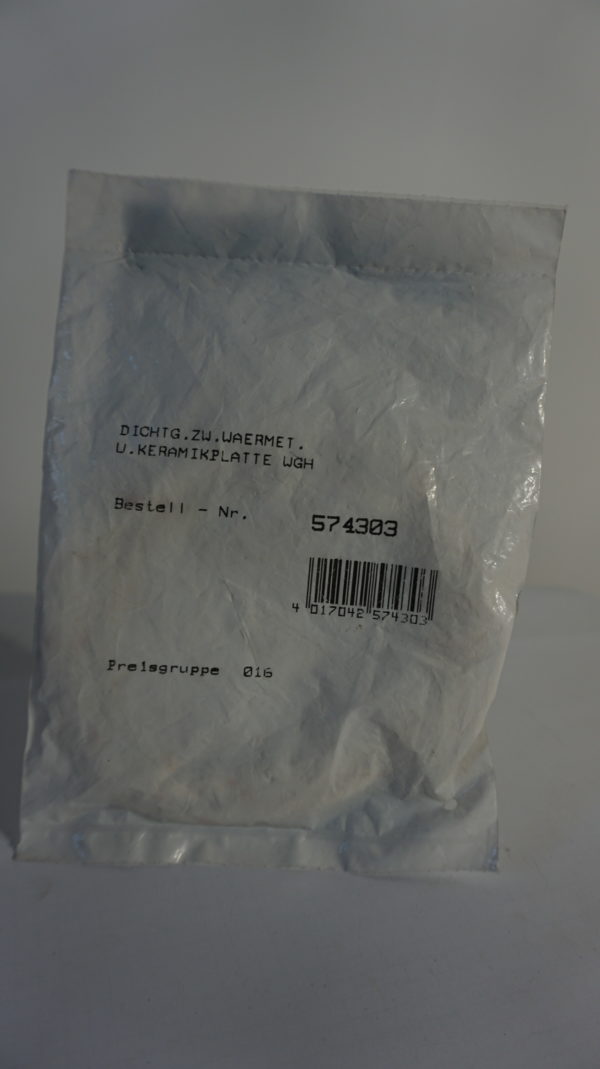 DICHTG.ZW.WAERMET.
U.KERAMIKPLATTE WGH
Bestell - Nr. 574303
4 017042 574303
Preisgruppe 016